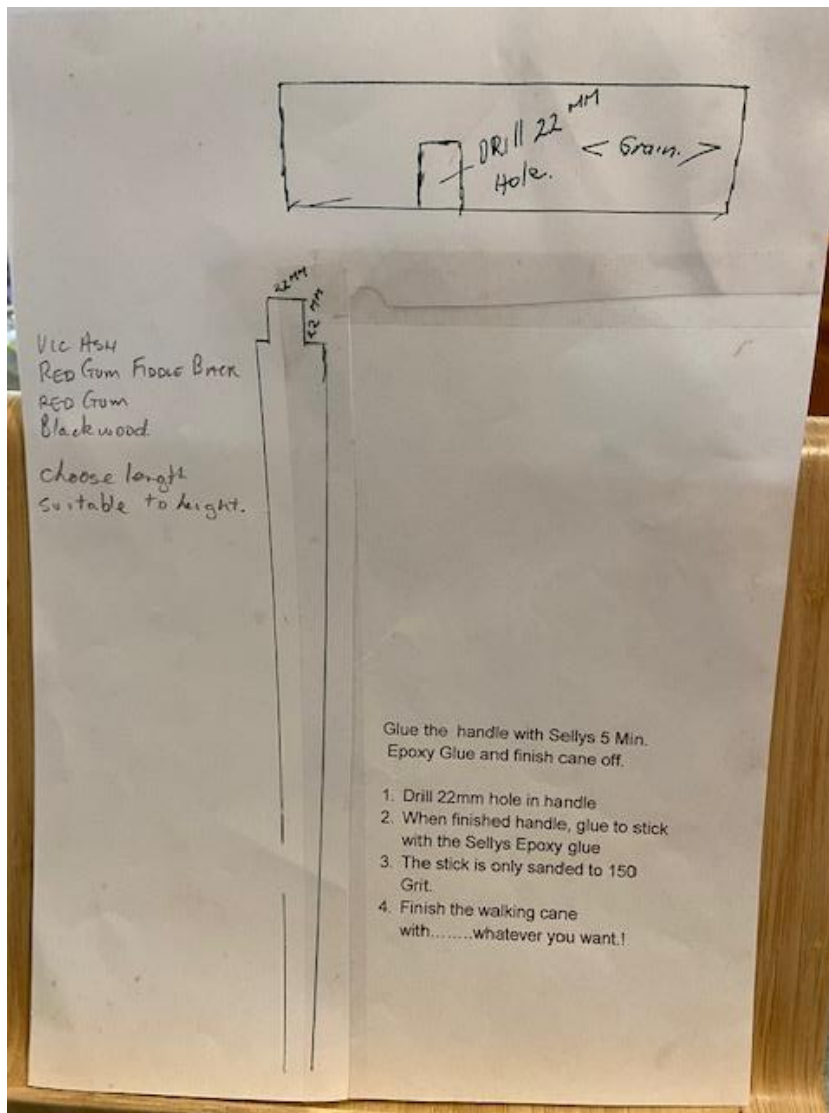 DRill 22 MM
Hole.
< Grain. >
22 MM
22 MM
VIC ASH
RED GUM FIDDLE BACK
RED GUM
Blackwood
choose length
suitable to height.
Glue the handle with Sellys 5 Min.
Epoxy Glue and finish cane off.
1. Drill 22mm hole in handle
2. When finished handle, glue to stick
with the Sellys Epoxy glue
3. The stick is only sanded to 150
Grit.
4. Finish the walking cane
with........whatever you want.!